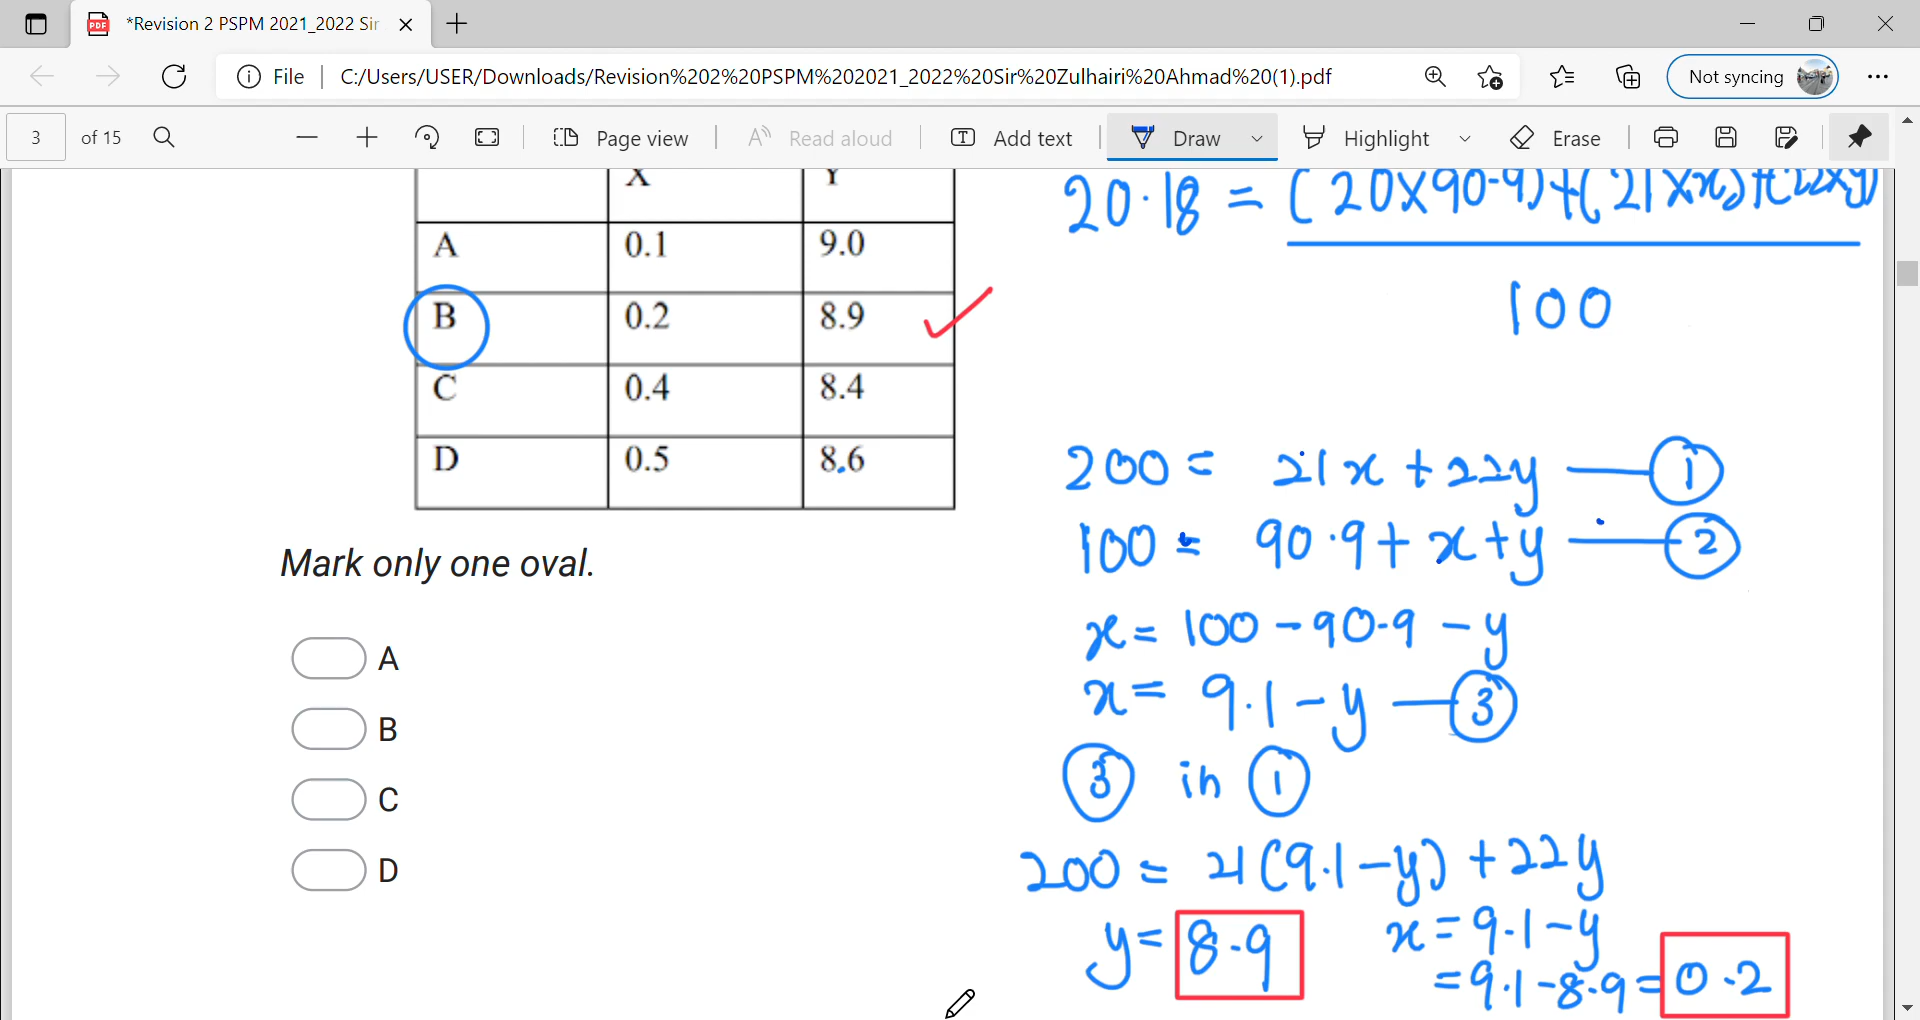 *Revision 2 PSPM 2021_2022 Sir
File | C:/Users/USER/Downloads/Revision%202%20PSPM%202021_2022%20Sir%20Zulhairi%20Ahmad%20(1).pdf
Not syncing
3 of 15
Page view
Read aloud
Add text
Draw
Highlight
Erase
X Y
A 0.1 9.0
B 0.2 8.9
C 0.4 8.4
D 0.5 8.6
Mark only one oval.
A
B
C
D
20.18 = (20x90.9)+(21xx)+(22xy)
100
200 = 21x + 22y — 1
100 = 90.9 + x + y — 2
x = 100 - 90.9 - y
x = 9.1 - y — 3
3 in 1
200 = 21(9.1-y) + 22y
y = 8.9
x = 9.1 - y
= 9.1 - 8.9 = 0.2